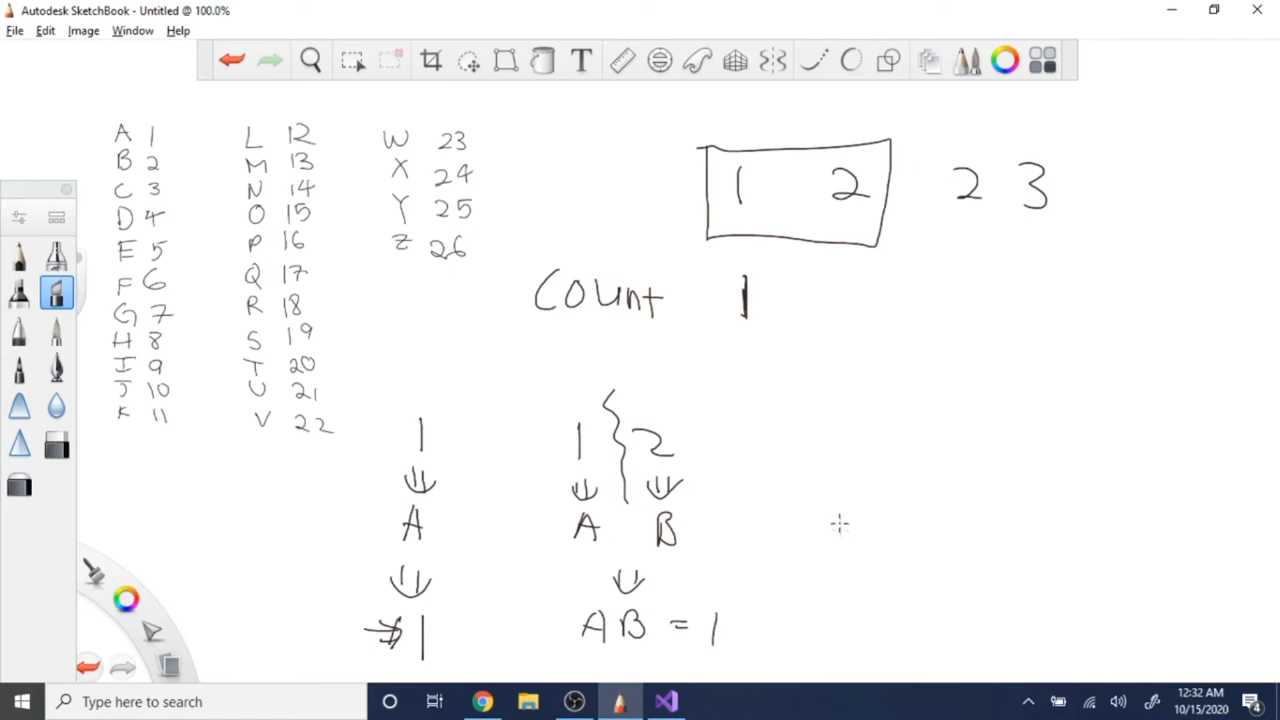 Autodesk SketchBook - Untitled @ 100.0%
File Edit Image Window Help
T
A 1 L 12 W 23
B 2 M 13 X 24
C 3 N 14 Y 25
D 4 O 15 Z 26
E 5 P 16
F 6 Q 17
G 7 R 18
H 8 S 19
I 9 T 20
J 10 U 21
K 11 V 22
1 2 2 3
Count 1
1 1 2
A A B
1 AB = 1
Type here to search
12:32 AM
10/15/2020
4